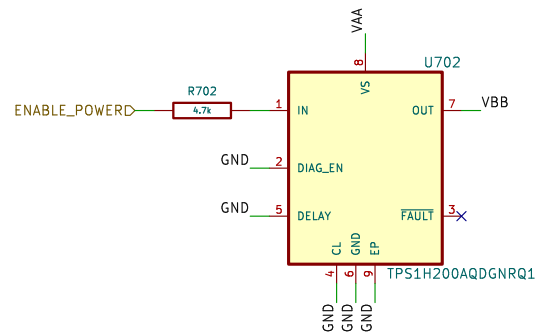 VAA
U702
8
VS
R702
4.7k
ENABLE_POWER
1
IN
OUT
7
VBB
GND
2
DIAG_EN
GND
5
DELAY
FAULT
3
CL
GND
EP
4
6
9
TPS1H200AQDGNRQ1
GND
GND
GND